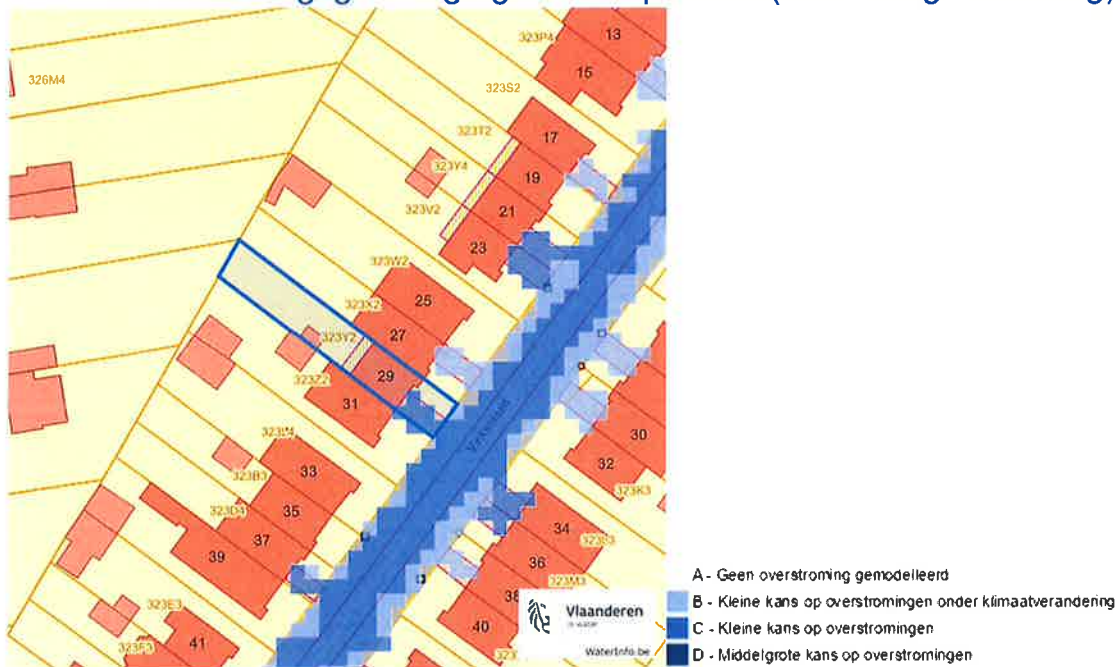 326M4
323P4
13
15
323S2
17
323T2
323Y4
19
323V2
21
23
323W2
25
323X2
27
323Y2
29
323Z2
31
30
32
323K3
33
323B3
35
323D4
37
39
34
36
323M3
38
40
323E3
323F3
41
Vlaanderen
is water
WaterInfo.be
A - Geen overstroming gemodelleerd
B - Kleine kans op overstromingen onder klimaatverandering
C - Kleine kans op overstromingen
D - Middelgrote kans op overstromingen